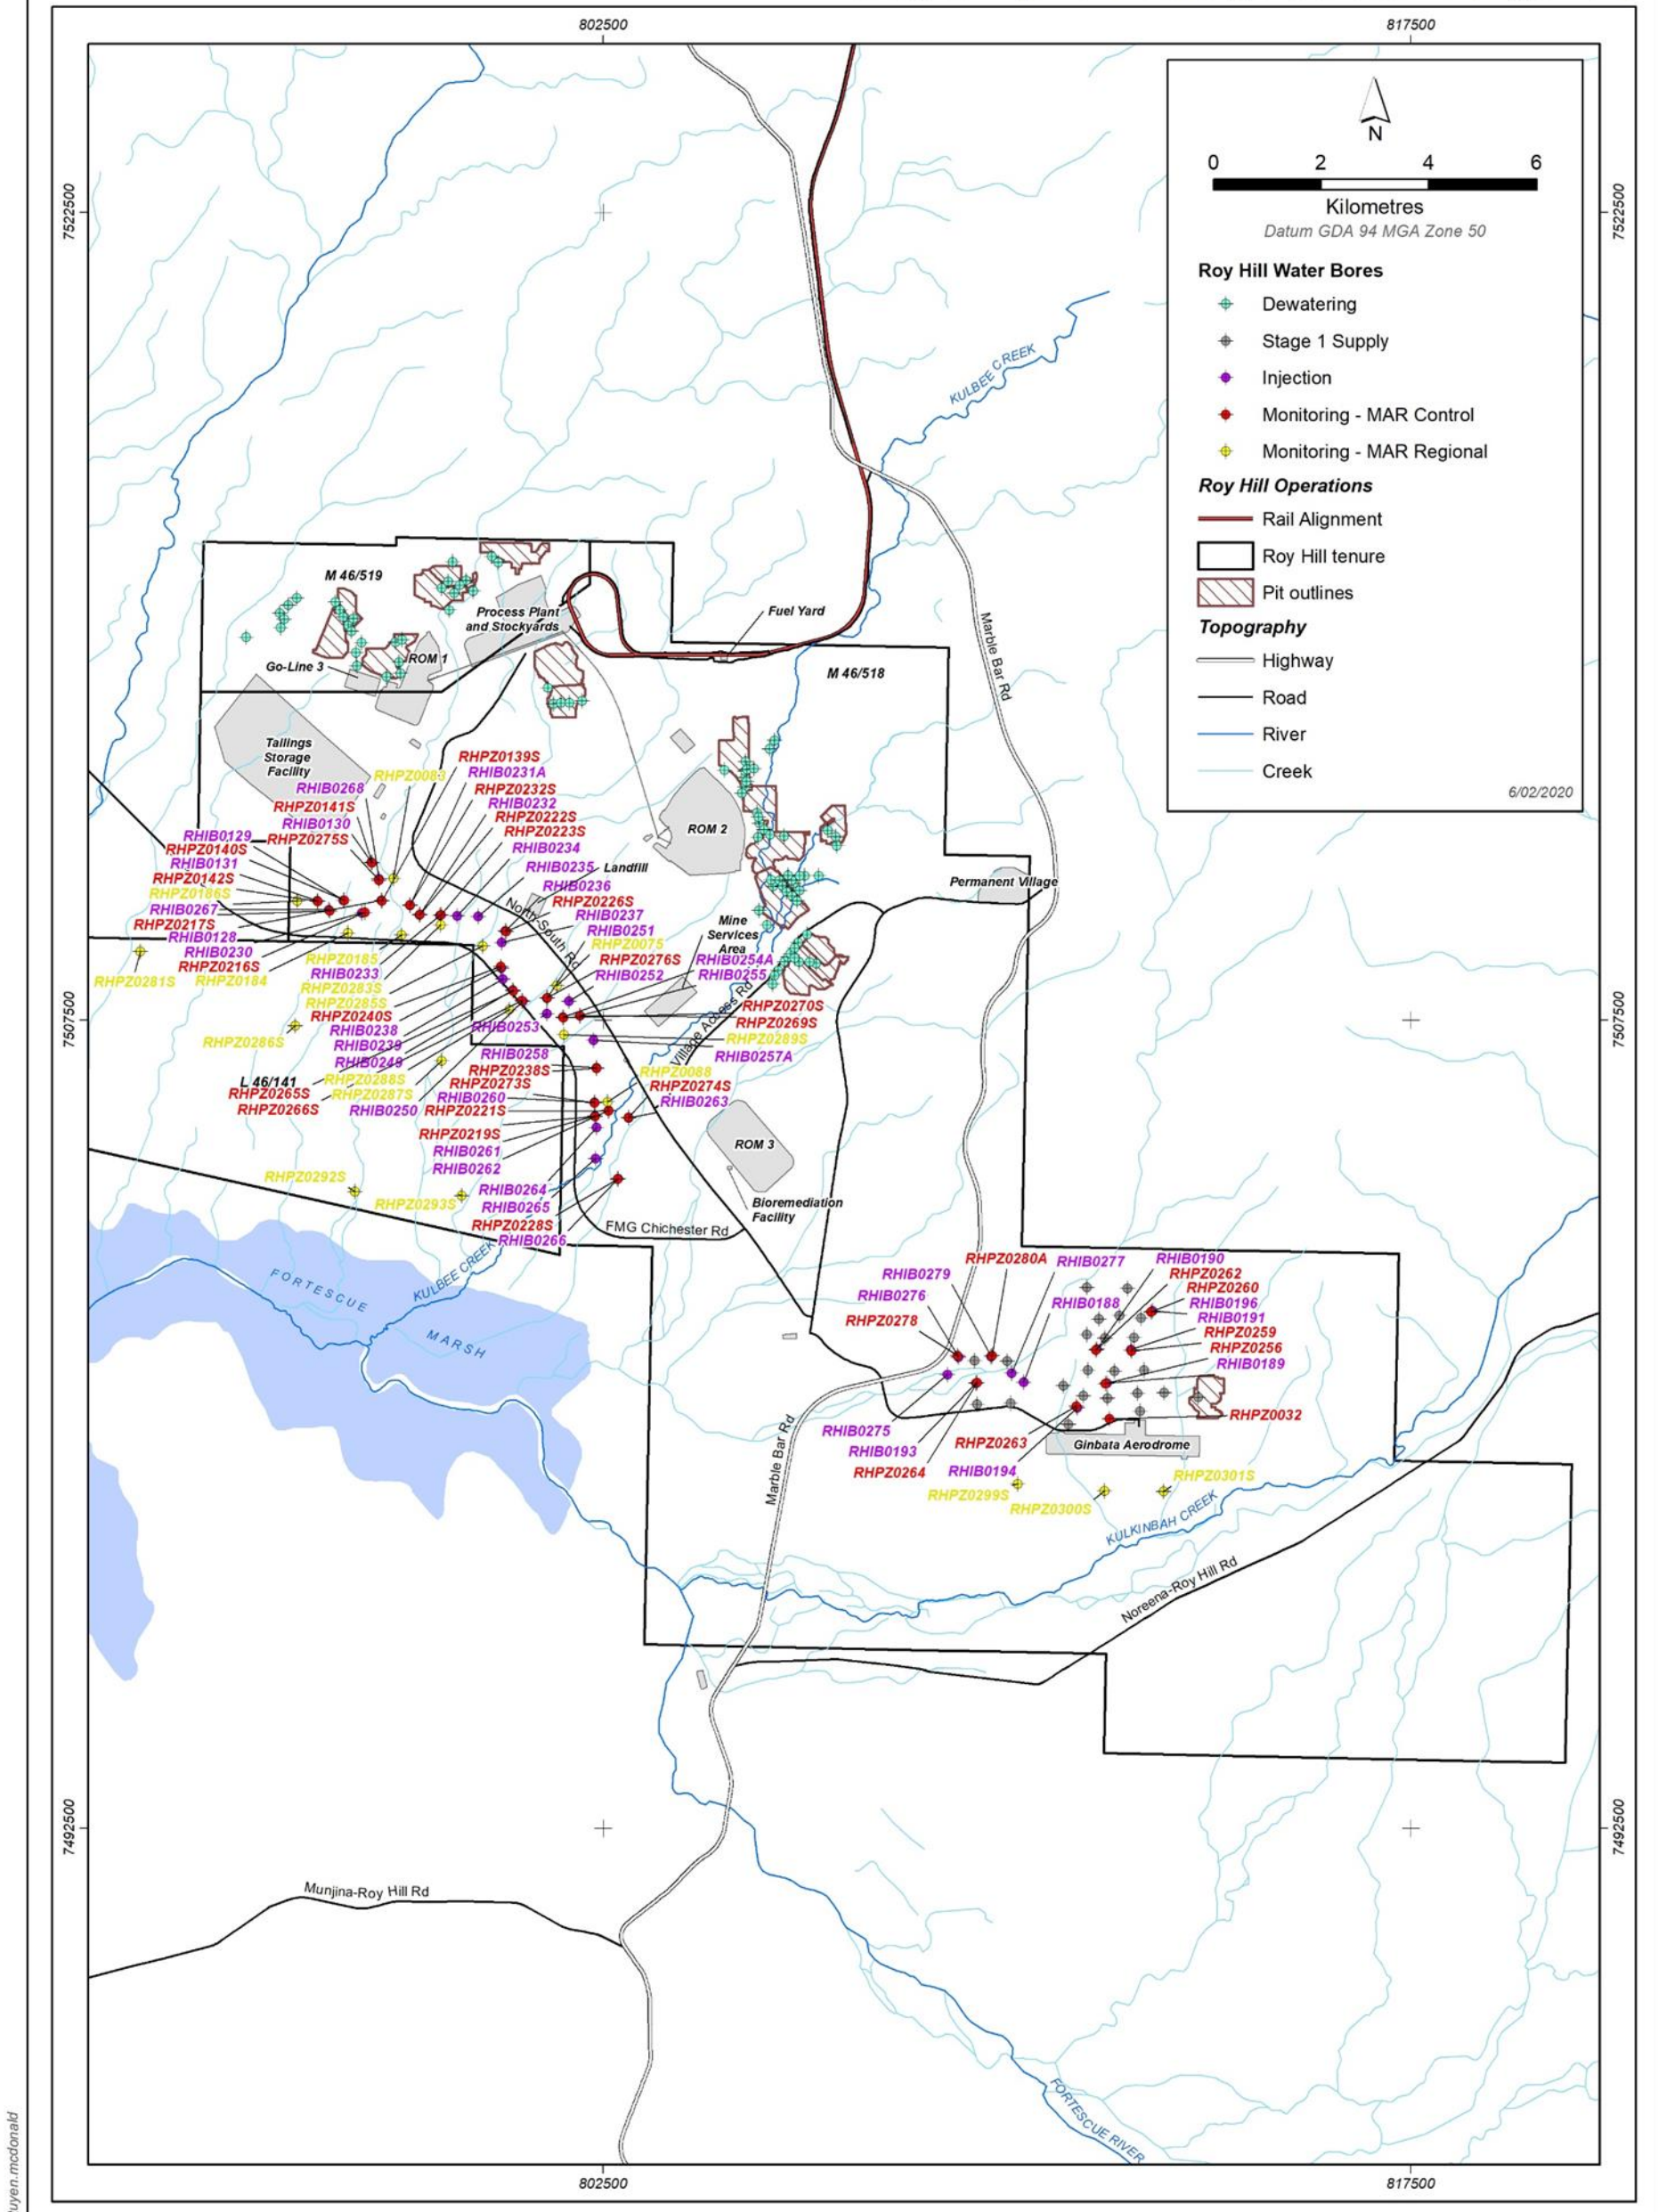 802500
817500
7522500
7522500
N
0 2 4 6
Kilometres
Datum GDA 94 MGA Zone 50
Roy Hill Water Bores
Dewatering
Stage 1 Supply
Injection
Monitoring - MAR Control
Monitoring - MAR Regional
Roy Hill Operations
Rail Alignment
Roy Hill tenure
Pit outlines
Topography
Highway
Road
River
Creek
6/02/2020
KULBEE CREEK
M 46/519
Process Plant
and Stockyards
Fuel Yard
Marble Bar Rd
ROM 1
Go-Line 3
M 46/518
Tailings
Storage
Facility
RHPZ0139S
RHIB0231A
RHPZ0083
RHIB0268
RHPZ0232S
RHPZ0141S
RHIB0232
RHIB0130
RHPZ0222S
RHIB0129
RHPZ0275S
RHPZ0223S
RHPZ0140S
RHIB0234
ROM 2
RHIB0131
RHIB0235
Landfill
RHPZ0142S
RHIB0236
Permanent Village
RHPZ0186S
RHPZ0226S
RHIB0267
RHIB0237
North-South Rd
RHPZ0217S
RHIB0251
Mine
Services
Area
RHIB0128
RHPZ0075
RHIB0230
RHPZ0276S
RHIB0254A
RHPZ0216S
RHPZ0185
RHIB0252
RHIB0255
RHPZ0281S
RHPZ0184
RHIB0233
RHPZ0283S
RHPZ0285S
Village Access Rd
RHPZ0270S
RHPZ0240S
RHPZ0269S
7507500
7507500
RHIB0238
RHIB0253
RHPZ0289S
RHPZ0286S
RHIB0239
RHIB0257A
RHIB0249
RHIB0258
RHPZ0238S
RHPZ0088
L 46/141
RHPZ0288S
RHPZ0273S
RHPZ0274S
RHPZ0265S
RHPZ0287S
RHIB0260
RHIB0263
RHPZ0266S
RHIB0250
RHPZ0221S
RHPZ0219S
ROM 3
RHIB0261
RHIB0262
RHPZ0292S
RHIB0264
RHPZ0293S
RHIB0265
Bioremediation
Facility
RHPZ0228S
FMG Chichester Rd
RHIB0266
KULBEE CREEK
FORTESCUE
MARSH
RHPZ0280A
RHIB0277
RHIB0190
RHIB0279
RHPZ0262
RHIB0276
RHPZ0260
RHIB0188
RHIB0196
RHPZ0278
RHIB0191
RHPZ0259
RHPZ0256
RHIB0189
RHPZ0032
RHIB0275
RHPZ0263
Ginbata Aerodrome
RHIB0193
RHPZ0264
RHIB0194
RHPZ0301S
Marble Bar Rd
RHPZ0299S
RHPZ0300S
KULKINBAH CREEK
Noreena-Roy Hill Rd
7492500
7492500
Munjina-Roy Hill Rd
FORTESCUE RIVER
802500
817500
uyen.mcdonald